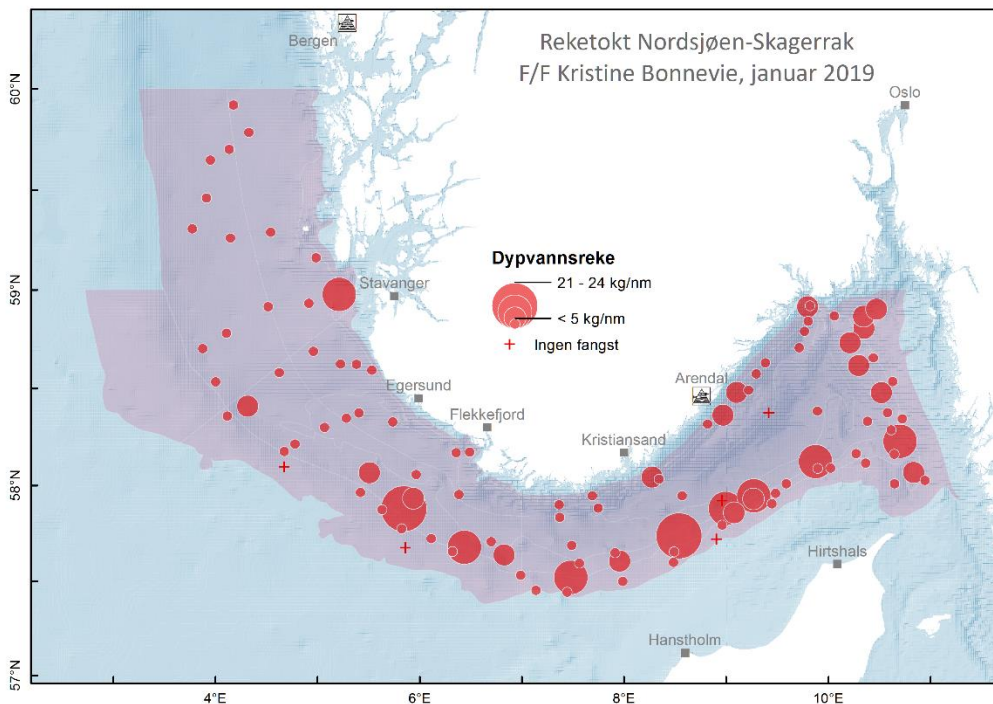 Reketokt Nordsjøen-Skagerrak
F/F Kristine Bonnevie, januar 2019
Bergen
60°N
Oslo
Dypvannsreke
21 - 24 kg/nm
59°N
Stavanger
< 5 kg/nm
Ingen fangst
Egersund
Arendal
Flekkefjord
Kristiansand
58°N
Hirtshals
Hanstholm
57°N
4°E
6°E
8°E
10°E